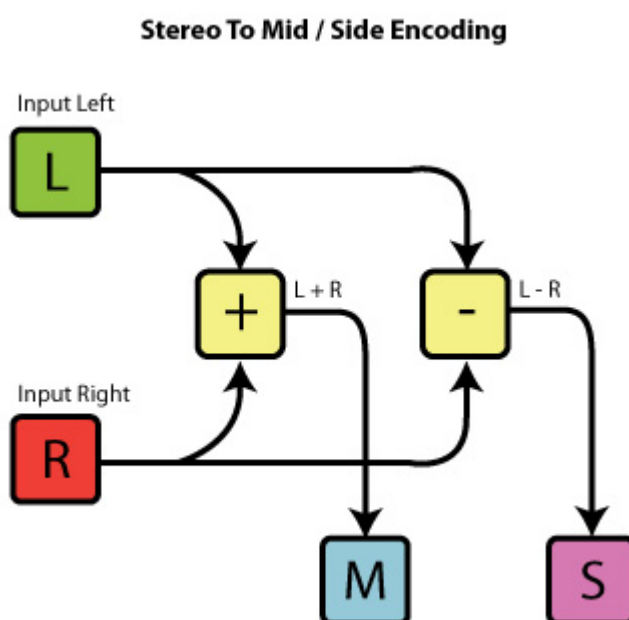 Stereo To Mid / Side Encoding
Input Left
L
+
L + R
-
L - R
Input Right
R
M
S